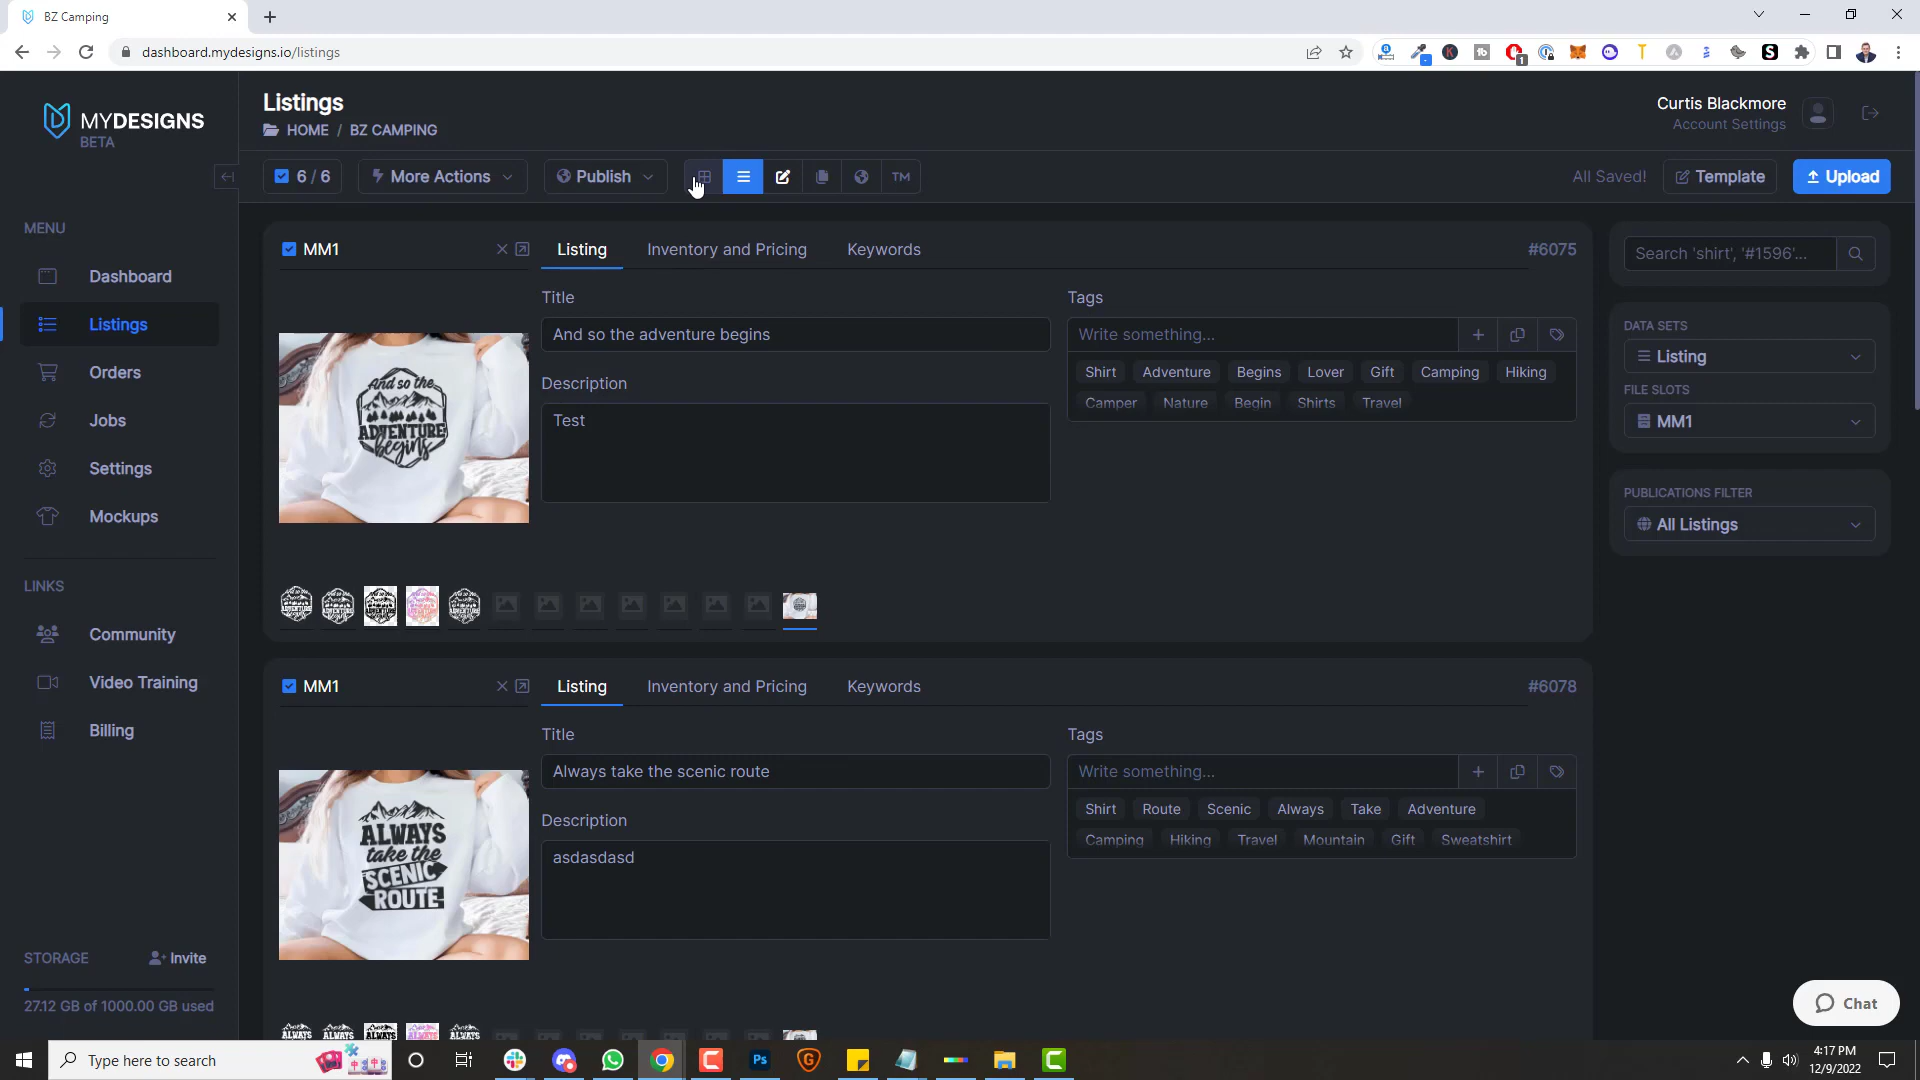 BZ Camping
dashboard.mydesigns.io/listings
MYDESIGNS
BETA
Listings
HOME / BZ CAMPING
Curtis Blackmore
Account Settings
6 / 6
More Actions
Publish
TM
All Saved!
Template
Upload
MENU
Dashboard
Listings
Orders
Jobs
Settings
Mockups
LINKS
Community
Video Training
Billing
STORAGE
Invite
27.12 GB of 1000.00 GB used
MM1
Listing
Inventory and Pricing
Keywords
#6075
And so the
ADVENTURE
begins
Title
And so the adventure begins
Description
Test
Tags
Write something...
Shirt Adventure Begins Lover Gift Camping Hiking
Camper Nature Begin Shirts Travel
MM1
Listing
Inventory and Pricing
Keywords
#6078
ALWAYS
take the
SCENIC
ROUTE
Title
Always take the scenic route
Description
asdasdasd
Tags
Write something...
Shirt Route Scenic Always Take Adventure
Camping Hiking Travel Mountain Gift Sweatshirt
Search 'shirt', '#1596'...
DATA SETS
Listing
FILE SLOTS
MM1
PUBLICATIONS FILTER
All Listings
Chat
Type here to search
4:17 PM
12/9/2022